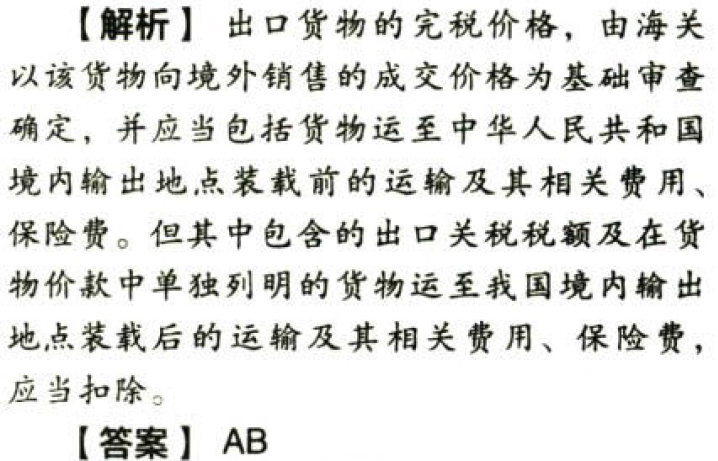 【解析】 出口货物的完税价格，由海关
以该货物向境外销售的成交价格为基础审查
确定，并应当包括货物运至中华人民共和国
境内输出地点装载前的运输及其相关费用、
保险费。但其中包含的出口关税税额及在货
物价款中单独列明的货物运至我国境内输出
地点装载后的运输及其相关费用、保险费，
应当扣除。
【答案】 AB